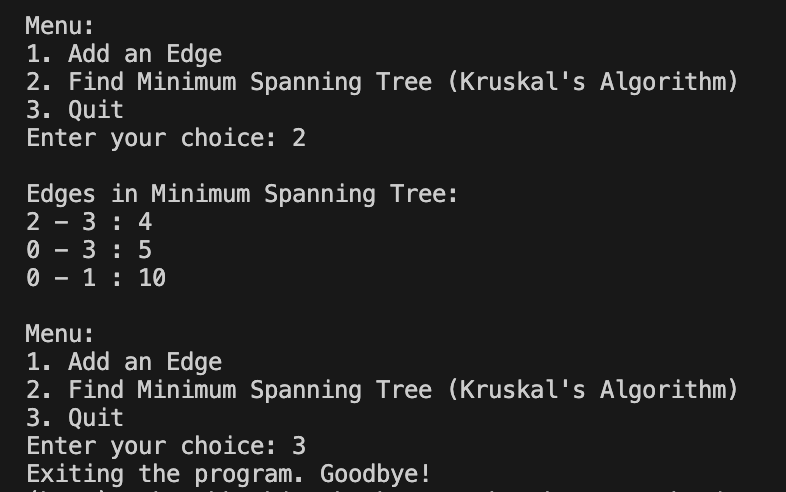 Menu:
1. Add an Edge
2. Find Minimum Spanning Tree (Kruskal's Algorithm)
3. Quit
Enter your choice: 2
Edges in Minimum Spanning Tree:
2 - 3 : 4
0 - 3 : 5
0 - 1 : 10
Menu:
1. Add an Edge
2. Find Minimum Spanning Tree (Kruskal's Algorithm)
3. Quit
Enter your choice: 3
Exiting the program. Goodbye!